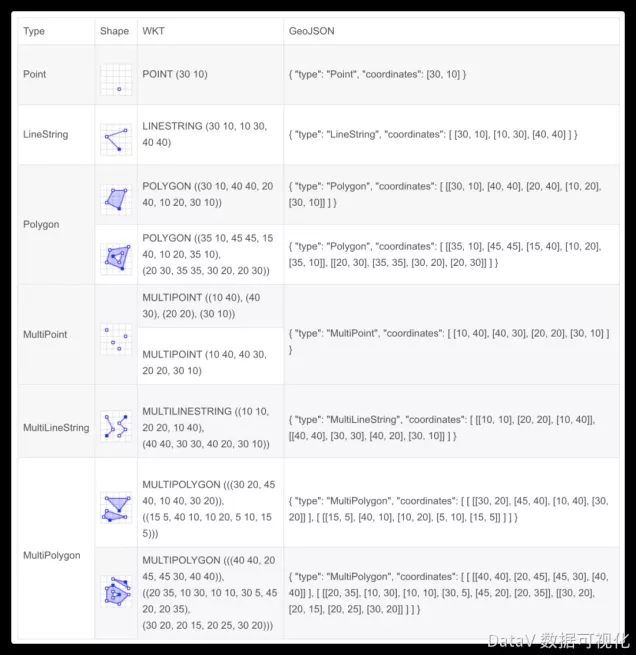 Type Shape WKT GeoJSON
Point POINT (30 10) { "type": "Point", "coordinates": [30, 10] }
LineString LINESTRING (30 10, 10 30, 40 40) { "type": "LineString", "coordinates": [ [30, 10], [10, 30], [40, 40] ] }
Polygon
POLYGON ((30 10, 40 40, 20
40, 10 20, 30 10))
{ "type": "Polygon", "coordinates": [ [[30, 10], [40, 40], [20, 40], [10, 20],
[30, 10]] ] }
POLYGON ((35 10, 45 45, 15
40, 10 20, 35 10),
(20 30, 35 35, 30 20, 20 30))
{ "type": "Polygon", "coordinates": [ [[35, 10], [45, 45], [15, 40], [10, 20],
[35, 10]], [[20, 30], [35, 35], [30, 20], [20, 30]] ] }
MultiPoint
MULTIPOINT ((10 40), (40
30), (20 20), (30 10))
MULTIPOINT (10 40, 40 30,
20 20, 30 10)
{ "type": "MultiPoint", "coordinates": [ [10, 40], [40, 30], [20, 20], [30, 10] ]
}
MultiLineString
MULTILINESTRING ((10 10,
20 20, 10 40),
(40 40, 30 30, 40 20, 30 10))
{ "type": "MultiLineString", "coordinates": [ [[10, 10], [20, 20], [10, 40]],
[[40, 40], [30, 30], [40, 20], [30, 10]] ] }
MultiPolygon
MULTIPOLYGON (((30 20, 45
40, 10 40, 30 20)),
((15 5, 40 10, 10 20, 5 10, 15
5)))
{ "type": "MultiPolygon", "coordinates": [ [ [[30, 20], [45, 40], [10, 40], [30,
20]] ], [ [[15, 5], [40, 10], [10, 20], [5, 10], [15, 5]] ] ] }
MULTIPOLYGON (((40 40, 20
45, 45 30, 40 40)),
((20 35, 10 30, 10 10, 30 5, 45
20, 20 35),
(30 20, 20 15, 20 25, 30 20)))
{ "type": "MultiPolygon", "coordinates": [ [ [[40, 40], [20, 45], [45, 30], [40,
40]] ], [ [[20, 35], [10, 30], [10, 10], [30, 5], [45, 20], [20, 35]], [[30, 20],
[20, 15], [20, 25], [30, 20]] ] ] }
DataV 数据可视化